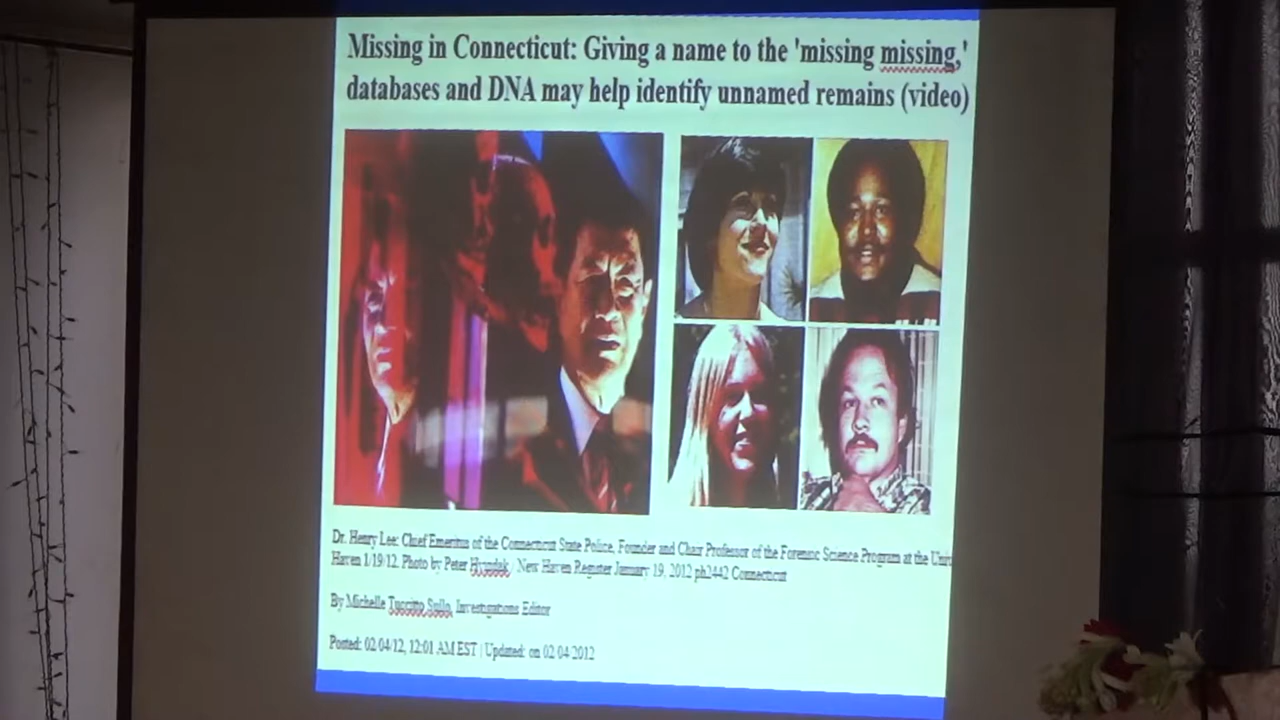 Missing in Connecticut: Giving a name to the 'missing missing,'
databases and DNA may help identify unnamed remains (video)
Dr. Henry Lee: Chief Emeritus of the Connecticut State Police, Founder and Chair Professor of the Forensic Science Program at the
Haven 1/19/12. Photo by Peter / New Haven Register January 19, 2012 ph2442 Connecticut
By Michelle Tuccitto Sullo, Investigations Editor
Posted: 02/04/12, 12:01 AM EST | Updated: on 02/04/2012